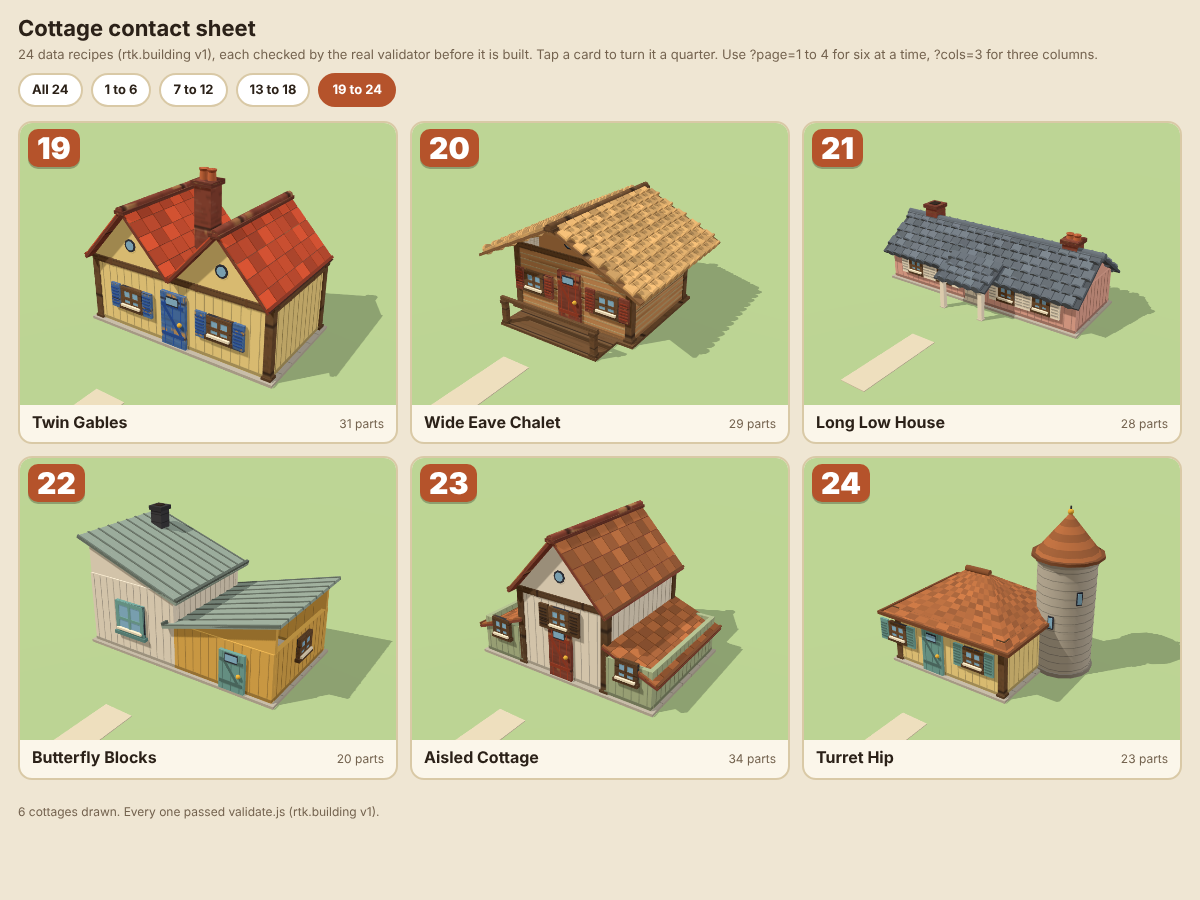 Cottage contact sheet
24 data recipes (rtk.building v1), each checked by the real validator before it is built. Tap a card to turn it a quarter. Use ?page=1 to 4 for six at a time, ?cols=3 for three columns.
All 24
1 to 6
7 to 12
13 to 18
19 to 24
19
20
21
Twin Gables
31 parts
Wide Eave Chalet
29 parts
Long Low House
28 parts
22
23
24
Butterfly Blocks
20 parts
Aisled Cottage
34 parts
Turret Hip
23 parts
6 cottages drawn. Every one passed validate.js (rtk.building v1).